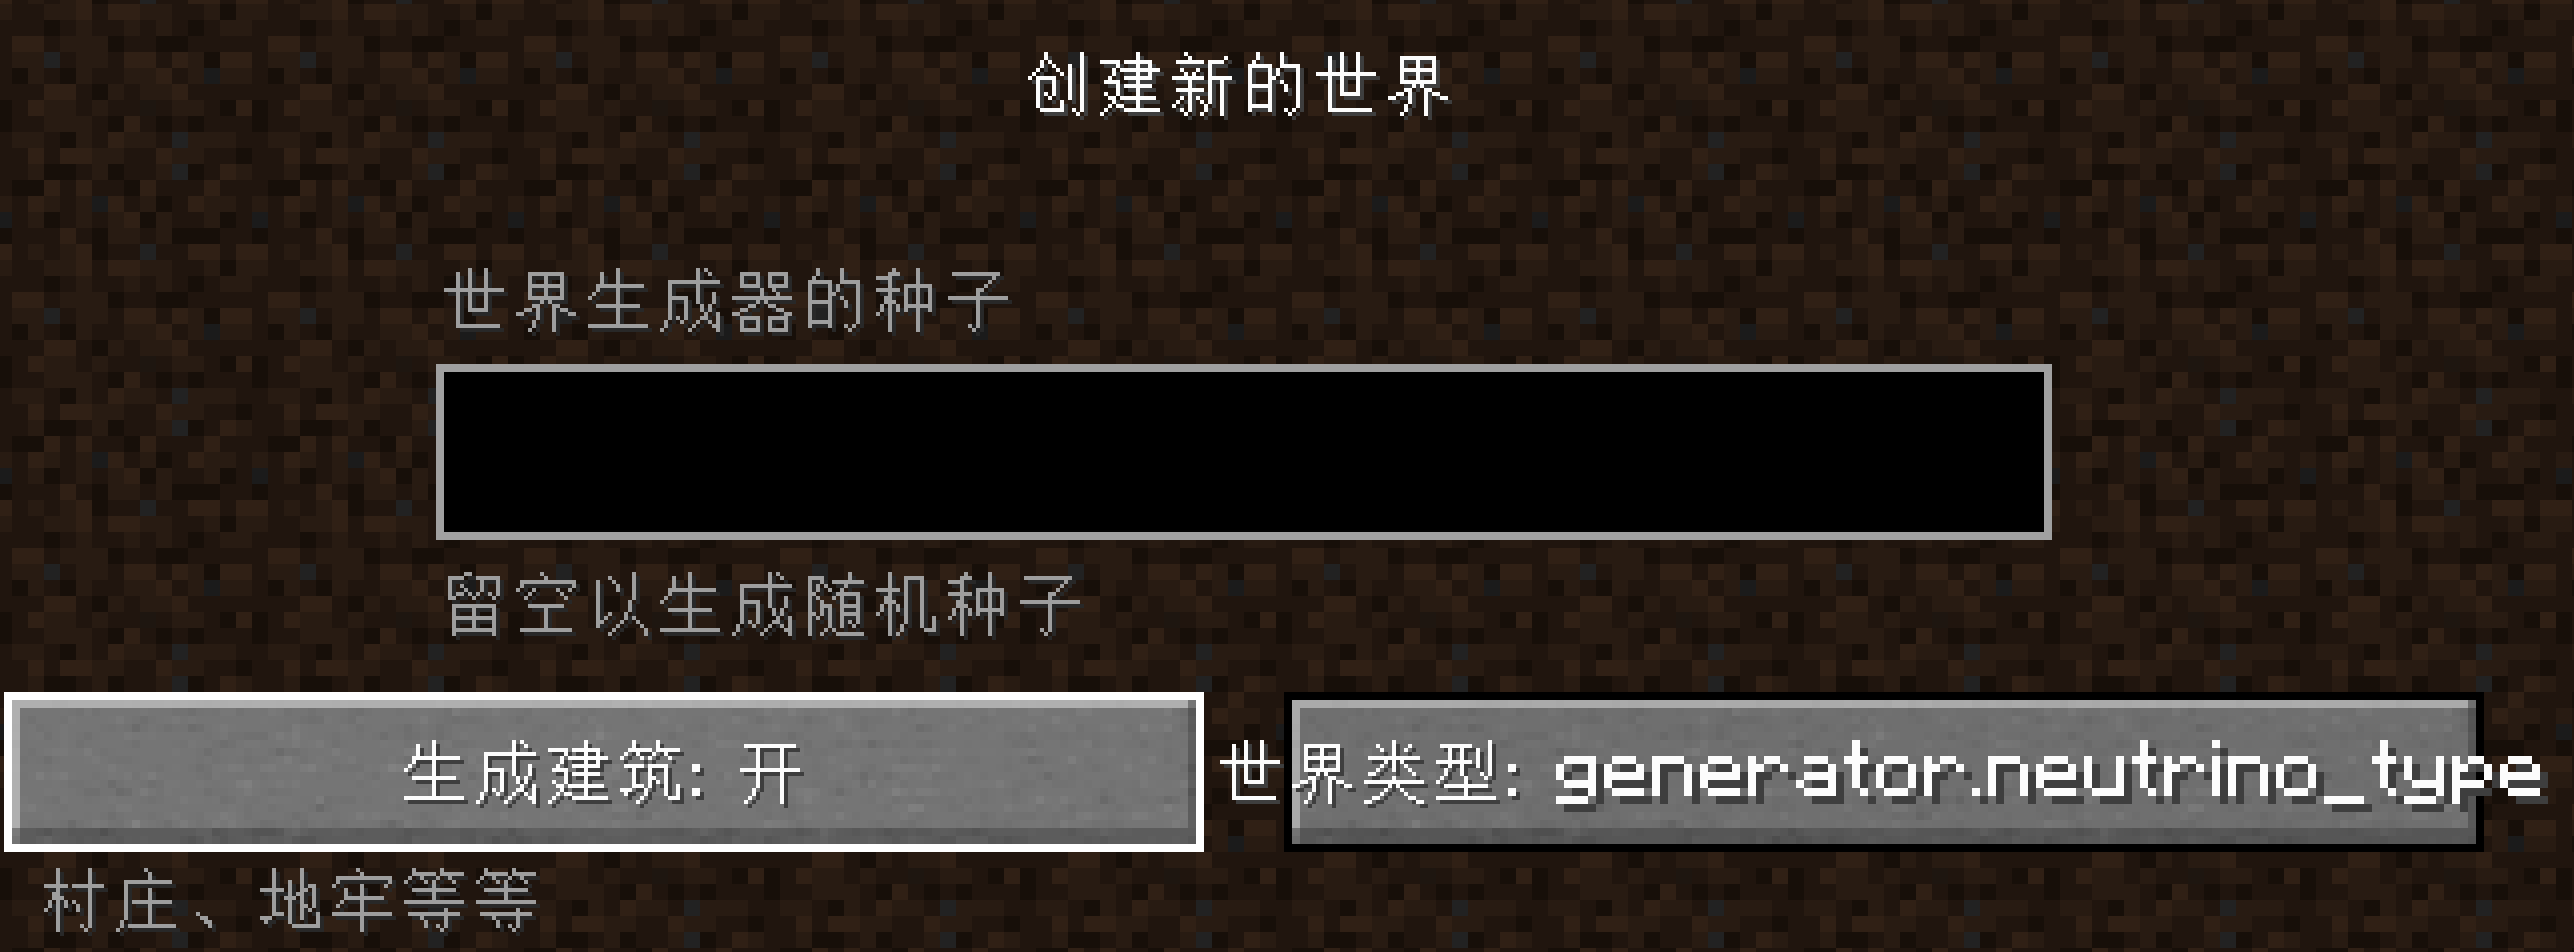 创建新的世界
世界生成器的种子
留空以生成随机种子
生成建筑: 开
世界类型: generator.neutrino_type
村庄、地牢等等